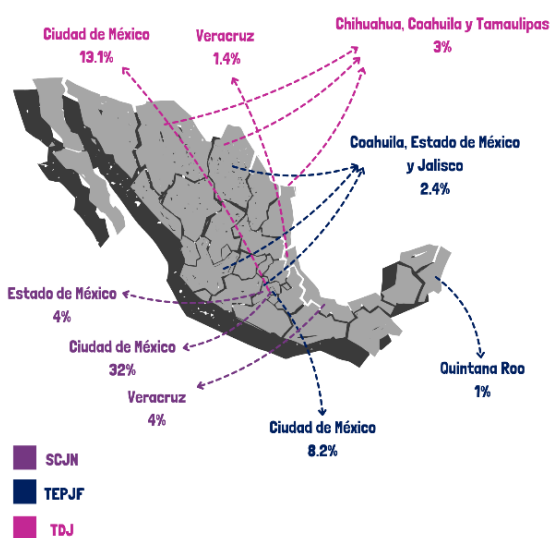 Chihuahua, Coahuila y Tamaulipas
3%
Ciudad de México
13.1%
Veracruz
1.4%
Coahuila, Estado de México
y Jalisco
2.4%
Estado de México
4%
Ciudad de México
32%
Veracruz
4%
Quintana Roo
1%
Ciudad de México
8.2%
SCJN
TEPJF
TDJ